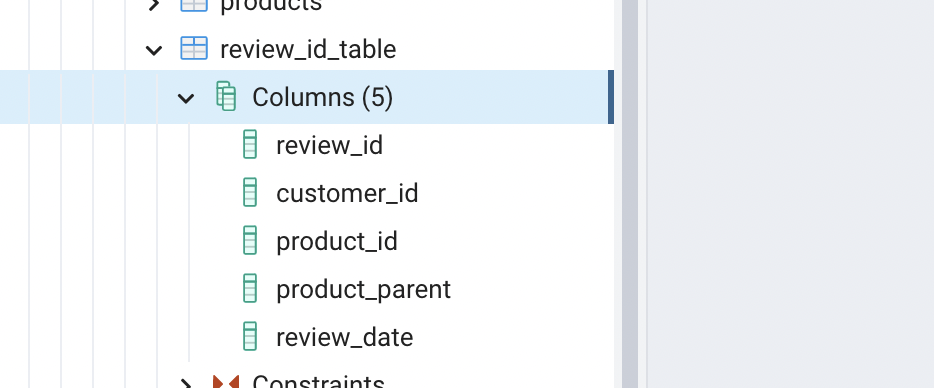 products
review_id_table
Columns (5)
review_id
customer_id
product_id
product_parent
review_date
Constraints